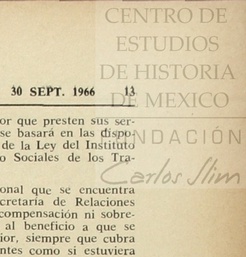 CENTRO DE
ESTUDIOS
DE HISTORIA
DE MEXICO
FUNDACIÓN
Carlos Slim
30 SEPT. 1966 13
or que presten sus ser-
se basará en las dispo-
de la Ley del Instituto
o Sociales de los Tra-
onal que se encuentra
cretaría de Relaciones
compensación ni sobre-
al beneficio a que se
ior, siempre que cubra
ntes como si estuviera